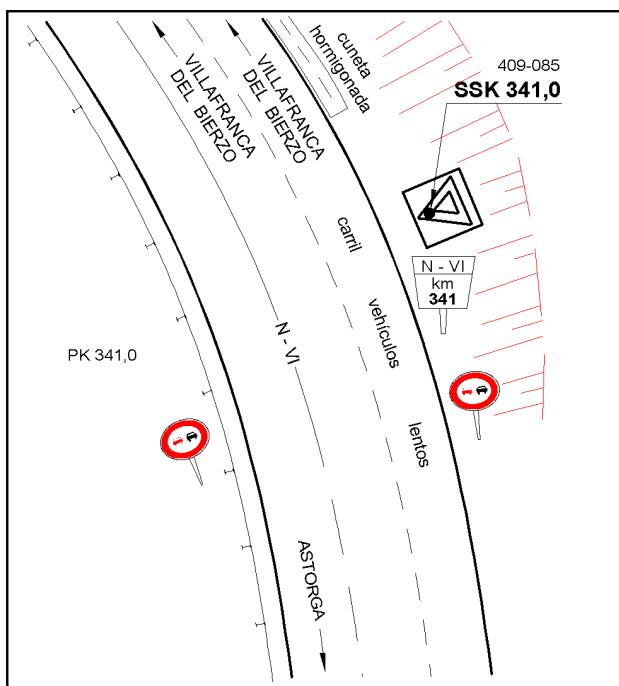 cuneta
hormigonada
409-085
SSK 341,0
VILLAFRANCA
DEL BIERZO
VILLAFRANCA
DEL BIERZO
carril
vehículos
lentos
N - VI
km
341
N - VI
PK 341,0
ASTORGA